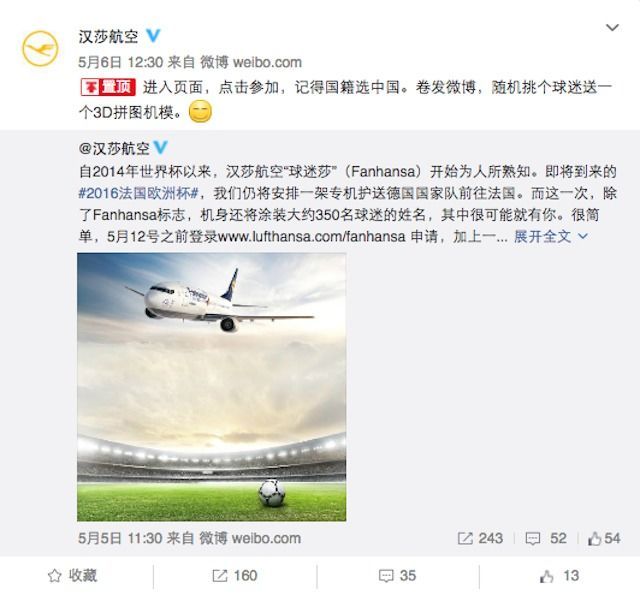 汉莎航空
5月6日 12:30 来自 微博 weibo.com
置顶 进入页面，点击参加，记得国籍选中国。卷发微博，随机挑个球迷送一
个3D拼图机模。
@汉莎航空
自2014年世界杯以来，汉莎航空“球迷莎”（Fanhansa）开始为人所熟知。即将到来的
#2016法国欧洲杯#，我们仍将安排一架专机护送德国国家队前往法国。而这一次，除
了Fanhansa标志，机身还将涂装大约350名球迷的姓名，其中很可能就有你。很简
单，5月12号之前登录www.lufthansa.com/fanhansa 申请，加上一... 展开全文
5月5日 11:30 来自 微博 weibo.com 243 52 54
收藏 160 35 13